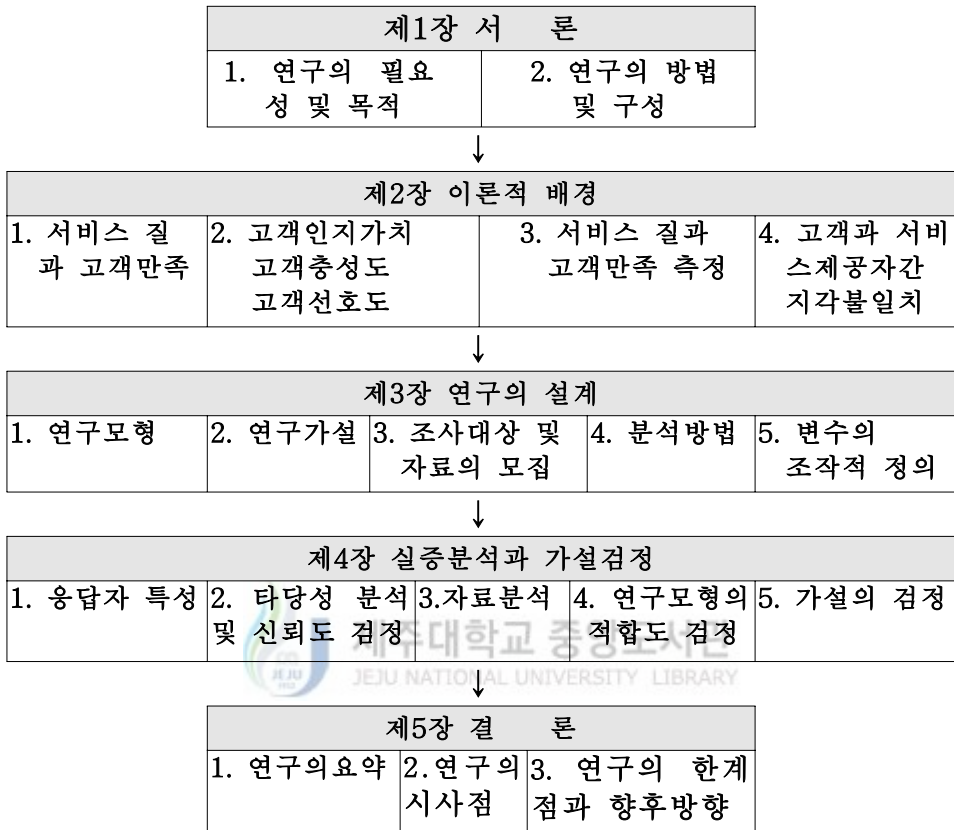 제1장 서 론
1. 연구의 필요
성 및 목적
2. 연구의 방법
및 구성
↓
제2장 이론적 배경
1. 서비스 질
과 고객만족
2. 고객인지가치
고객충성도
고객선호도
3. 서비스 질과
고객만족 측정
4. 고객과 서비
스제공자간
지각불일치
↓
제3장 연구의 설계
1. 연구모형
2. 연구가설
3. 조사대상 및
자료의 모집
4. 분석방법
5. 변수의
조작적 정의
↓
제4장 실증분석과 가설검정
1. 응답자 특성
2. 타당성 분석
및 신뢰도 검정
3.자료분석
4. 연구모형의
적합도 검정
5. 가설의 검정
제주대학교 중앙도서관
JEJU NATIONAL UNIVERSITY LIBRARY
JEJU
1952
↓
제5장 결 론
1. 연구의요약
2.연구의
시사점
3. 연구의 한계
점과 향후방향